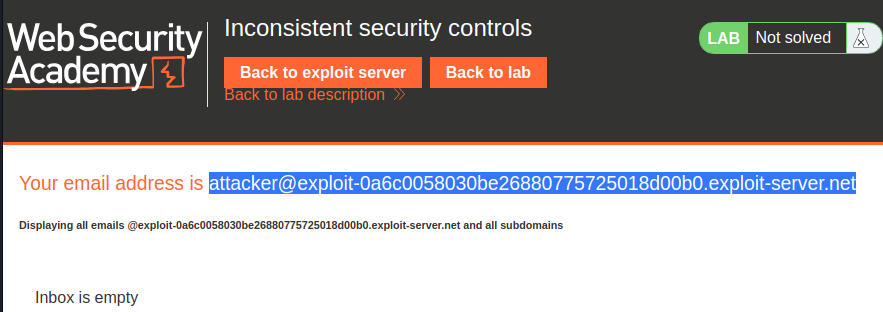 Web Security
Academy
Inconsistent security controls
Back to exploit server
Back to lab
Back to lab description
LAB
Not solved
Your email address is attacker@exploit-0a6c0058030be26880775725018d00b0.exploit-server.net
Displaying all emails @exploit-0a6c0058030be26880775725018d00b0.exploit-server.net and all subdomains
Inbox is empty